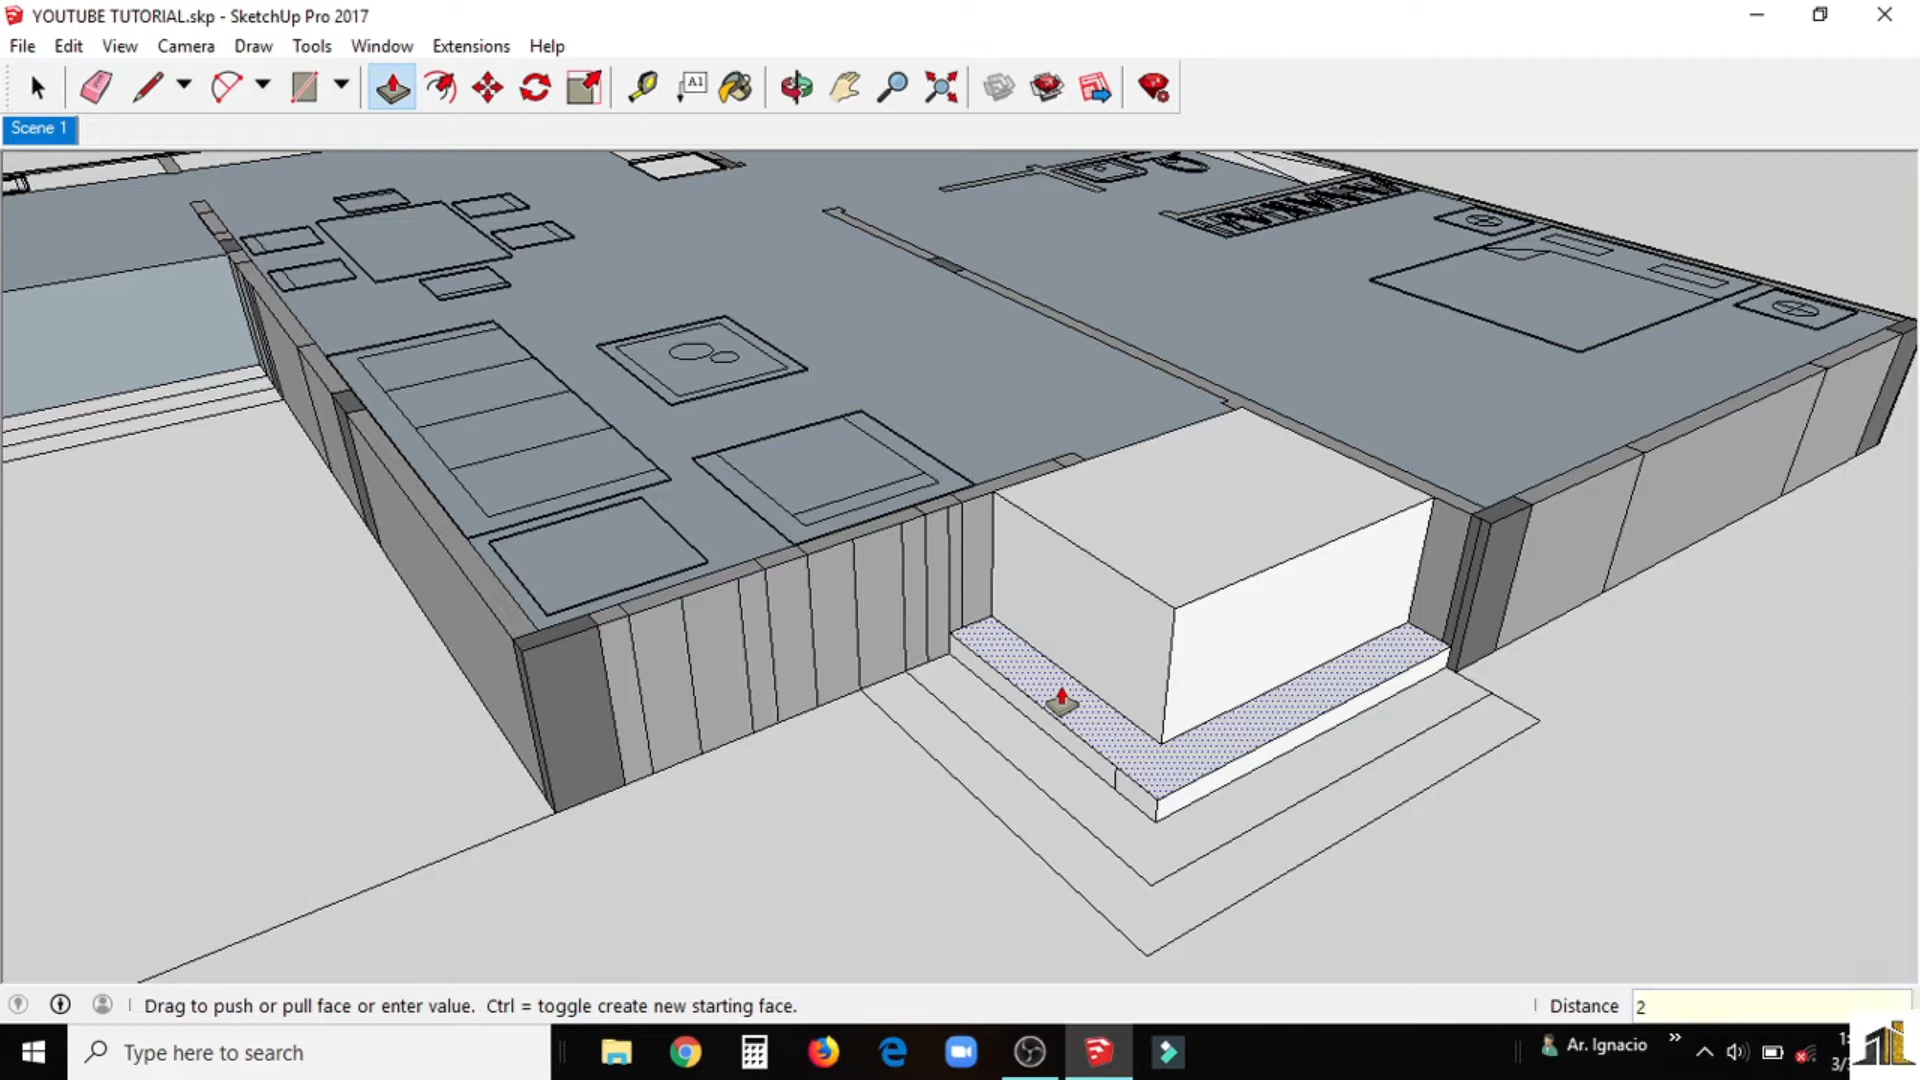 YOUTUBE TUTORIAL.skp - SketchUp Pro 2017
File Edit View Camera Draw Tools Window Extensions Help
A1
Scene 1
Drag to push or pull face or enter value. Ctrl = toggle create new starting face.
Distance 2
Type here to search
Ar. Ignacio